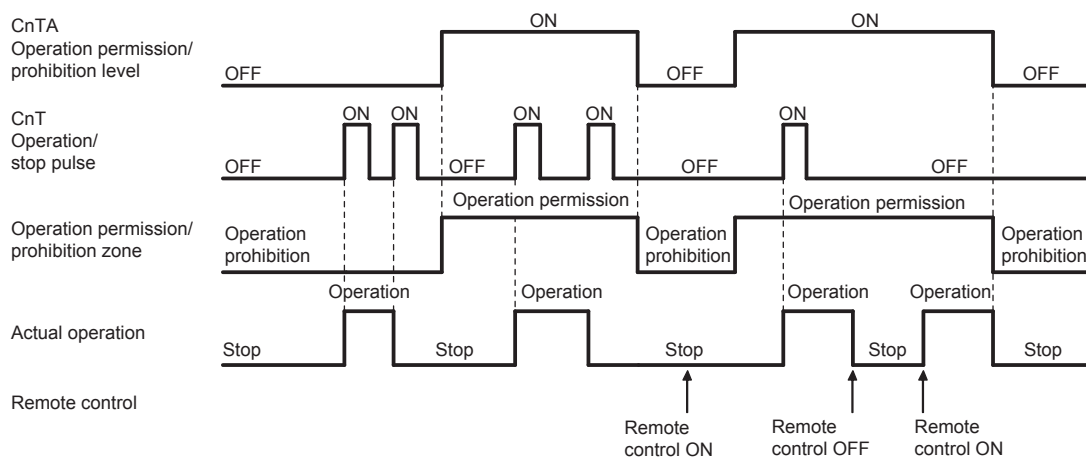 CnTA
Operation permission/
prohibition level
OFF
ON
OFF
ON
OFF
CnT
Operation/
stop pulse
OFF
ON
ON
OFF
ON
ON
OFF
ON
OFF
Operation permission/
prohibition zone
Operation
prohibition
Operation permission
Operation
prohibition
Operation permission
Operation
prohibition
Actual operation
Stop
Operation
Stop
Operation
Stop
Operation
Stop
Operation
Stop
Remote control
Remote
control ON
Remote
control OFF
Remote
control ON